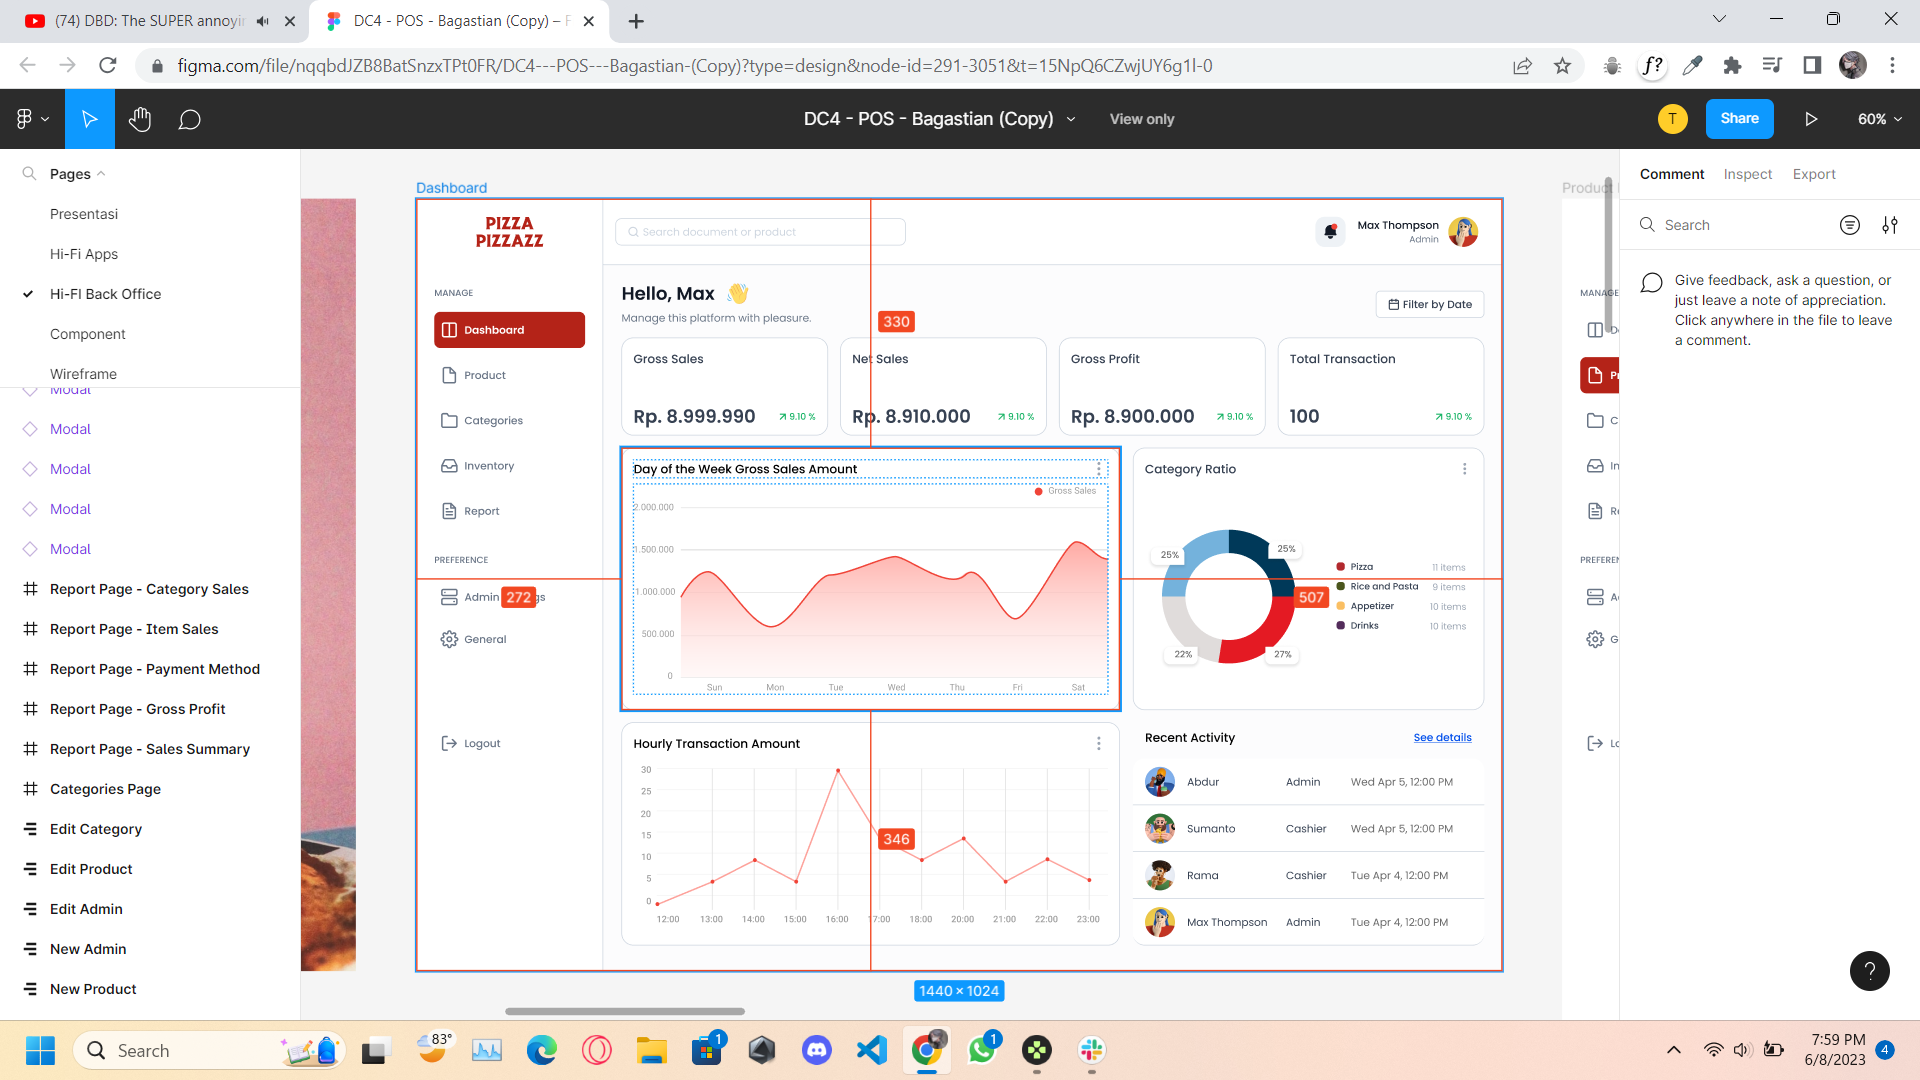 (74) DBD: The SUPER annoyin
DC4 - POS - Bagastian (Copy) – F
figma.com/file/nqqbdJZB8BatSnzxTPt0FR/DC4---POS---Bagastian-(Copy)?type=design&node-id=291-3051&t=15NpQ6CZwjUY6g1l-0
f?
DC4 - POS - Bagastian (Copy)
View only
T
Share
60%
Pages
Presentasi
Hi-Fi Apps
Hi-FI Back Office
Component
Wireframe
Modal
Modal
Modal
Modal
Modal
Report Page - Category Sales
Report Page - Item Sales
Report Page - Payment Method
Report Page - Gross Profit
Report Page - Sales Summary
Categories Page
Edit Category
Edit Product
Edit Admin
New Admin
New Product
Dashboard
PIZZA
PIZZAZZ
MANAGE
Dashboard
Product
Categories
Inventory
Report
PREFERENCE
Admin
272
gs
General
Logout
Search document or product
Max Thompson
Admin
Hello, Max 👋
Manage this platform with pleasure.
330
Filter by Date
Gross Sales
Rp. 8.999.990
9.10 %
Net Sales
Rp. 8.910.000
9.10 %
Gross Profit
Rp. 8.900.000
9.10 %
Total Transaction
100
9.10 %
Day of the Week Gross Sales Amount
Gross Sales
2.000.000
1.500.000
1.000.000
500.000
0
Sun Mon Tue Wed Thu Fri Sat
Category Ratio
25%
25%
22%
27%
507
Pizza 11 items
Rice and Pasta 9 items
Appetizer 10 items
Drinks 10 items
Hourly Transaction Amount
30
25
20
15
10
5
0
346
12:00 13:00 14:00 15:00 16:00 17:00 18:00 20:00 21:00 22:00 23:00
Recent Activity
See details
Abdur Admin Wed Apr 5, 12:00 PM
Sumanto Cashier Wed Apr 5, 12:00 PM
Rama Cashier Tue Apr 4, 12:00 PM
Max Thompson Admin Tue Apr 4, 12:00 PM
1440 × 1024
Product
MANAGE
D
Pr
C
In
Re
PREFEREN
A
G
Lo
Comment
Inspect
Export
Search
Give feedback, ask a question, or
just leave a note of appreciation.
Click anywhere in the file to leave
a comment.
?
Search
83°
1
1
7:59 PM
6/8/2023
4